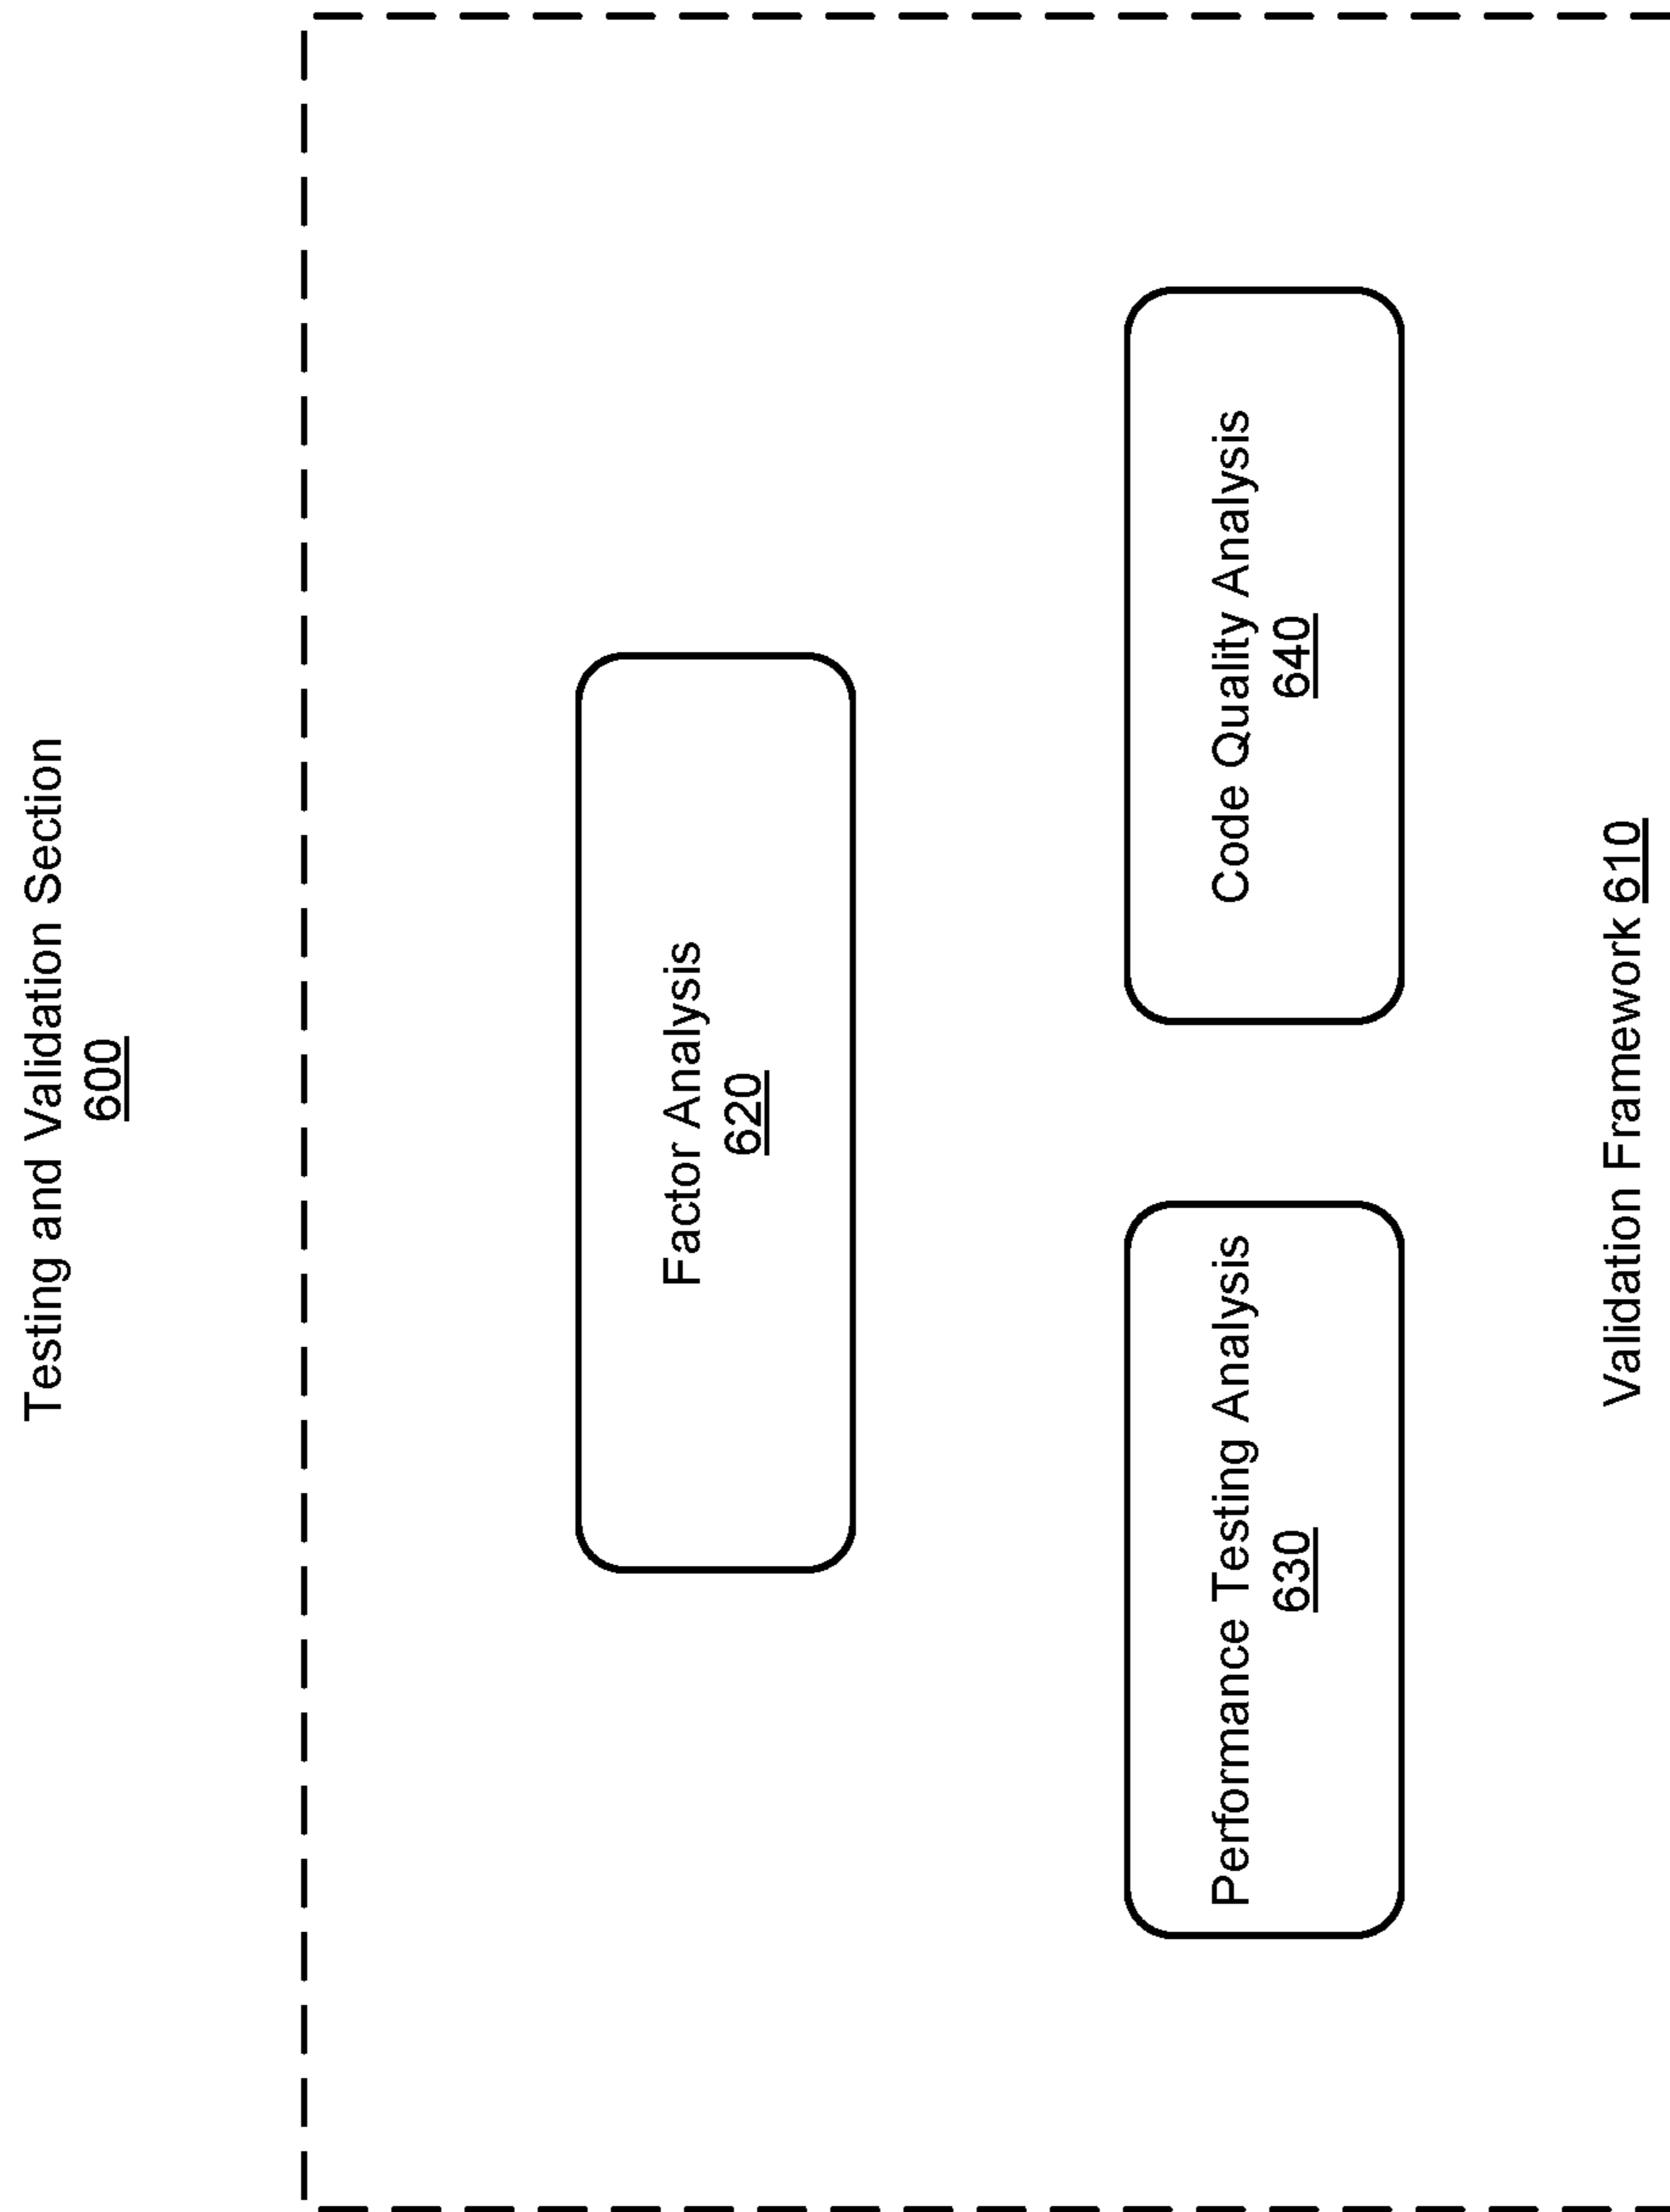 Testing and Validation Section
600
Factor Analysis
620
Performance Testing Analysis
630
Code Quality Analysis
640
Validation Framework 610